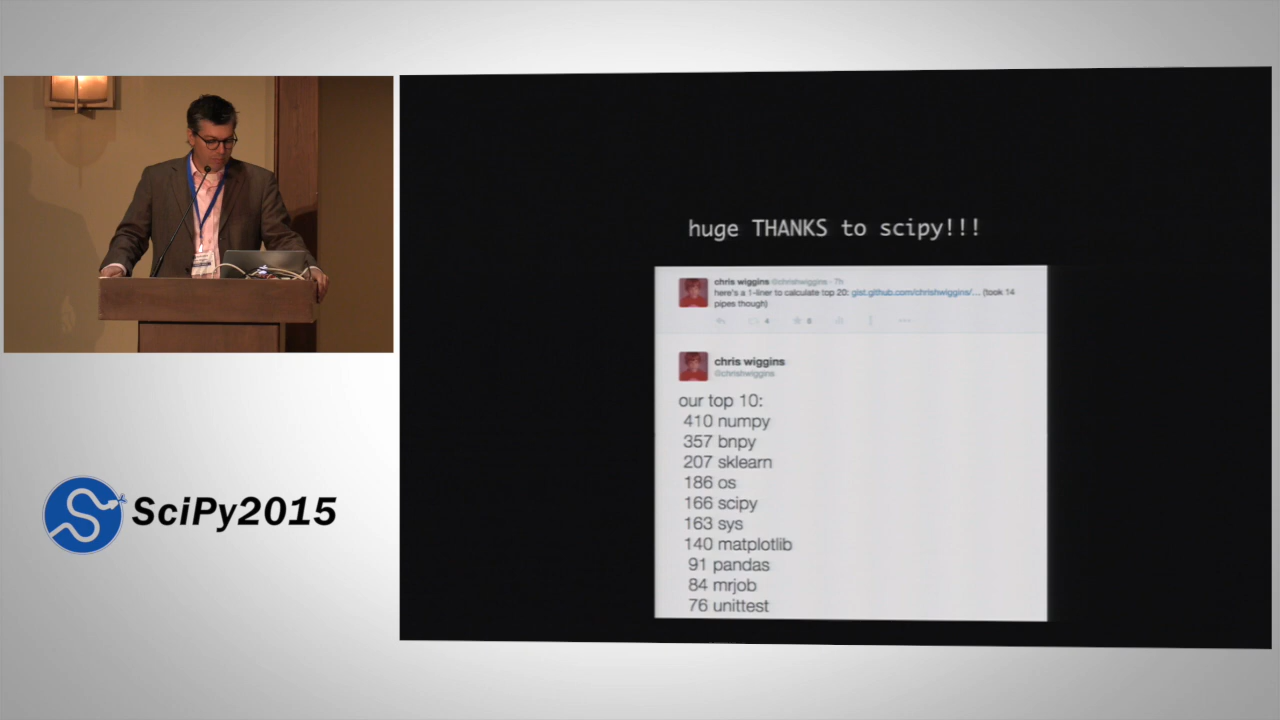 huge THANKS to scipy!!!
chris wiggins @chrishwiggins · 7h
here's a 1-liner to calculate top 20: gist.github.com/chrishwiggins/... (took 14
pipes though)
4 6
chris wiggins
@chrishwiggins
our top 10:
410 numpy
357 bnpy
207 sklearn
186 os
166 scipy
163 sys
140 matplotlib
91 pandas
84 mrjob
76 unittest
SciPy2015